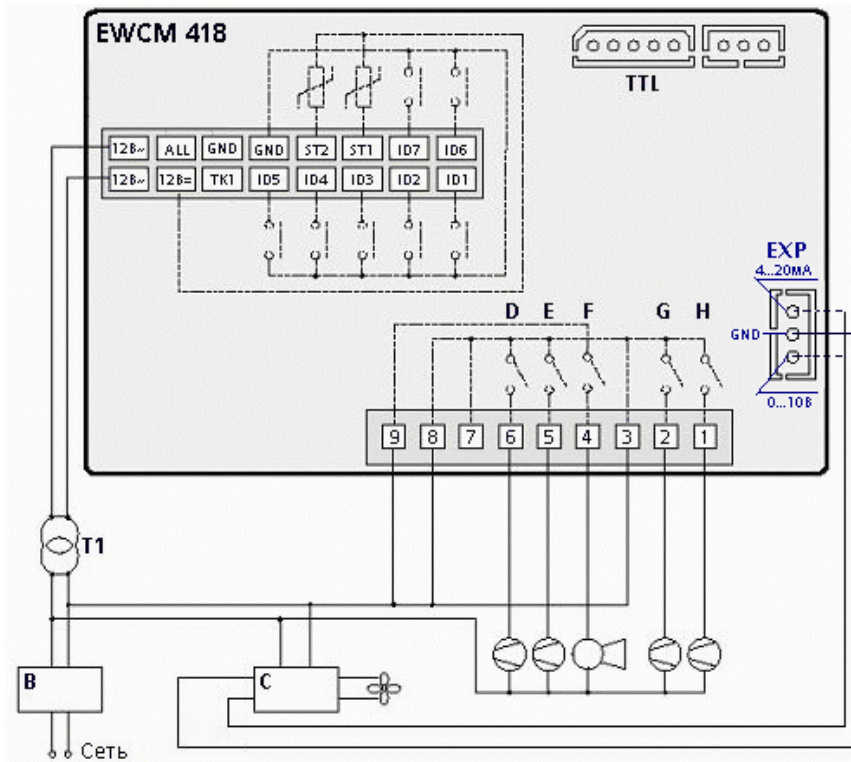 EWCM 418
TTL
12В~ ALL GND GND ST2 ST1 ID7 ID6
12В~ 12В= TK1 ID5 ID4 ID3 ID2 ID1
EXP
4...20мА
GND
0...10В
D E F G H
9 8 7 6 5 4 3 2 1
T1
B
C
Сеть